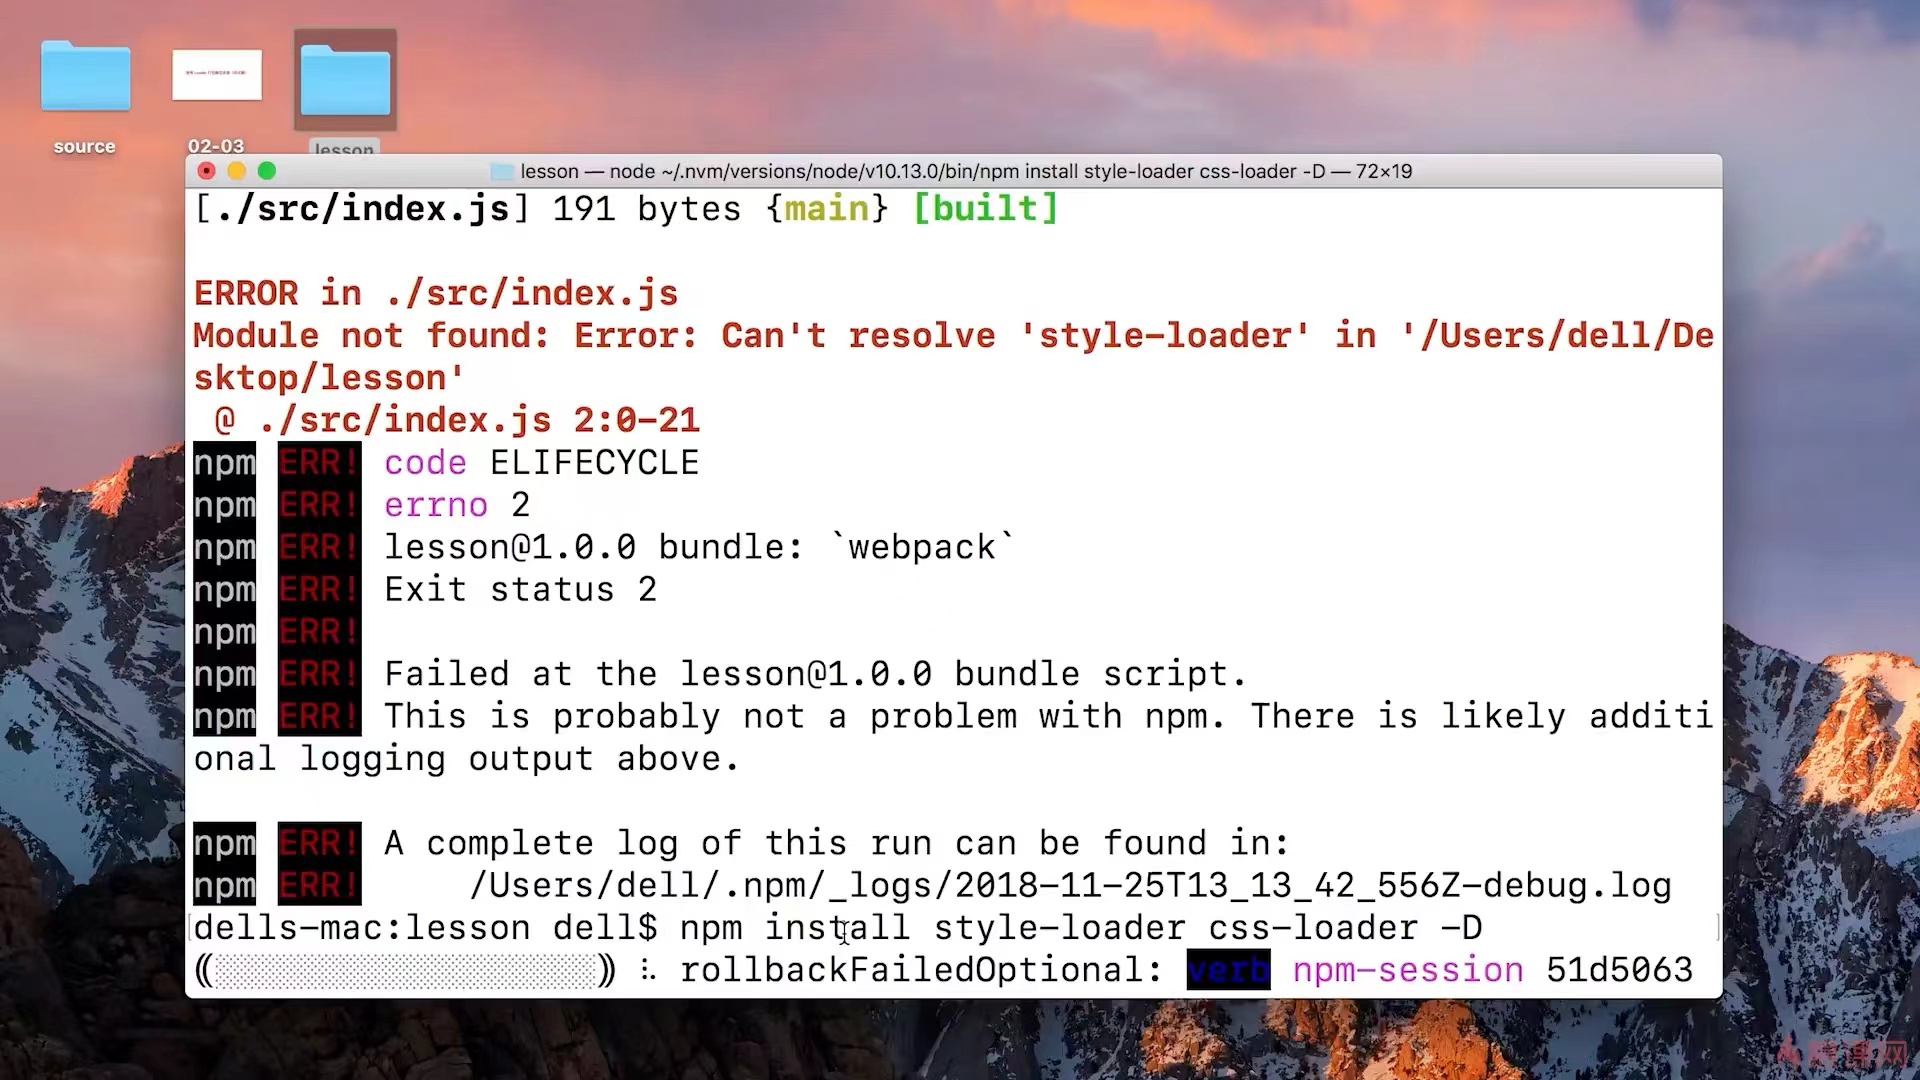 source
02-03
lesson
lesson — node ~/.nvm/versions/node/v10.13.0/bin/npm install style-loader css-loader -D — 72×19
[./src/index.js] 191 bytes {main} [built]
ERROR in ./src/index.js
Module not found: Error: Can't resolve 'style-loader' in '/Users/dell/De
sktop/lesson'
@ ./src/index.js 2:0-21
npm ERR! code ELIFECYCLE
npm ERR! errno 2
npm ERR! lesson@1.0.0 bundle: `webpack`
npm ERR! Exit status 2
npm ERR!
npm ERR! Failed at the lesson@1.0.0 bundle script.
npm ERR! This is probably not a problem with npm. There is likely additi
onal logging output above.
npm ERR! A complete log of this run can be found in:
npm ERR!     /Users/dell/.npm/_logs/2018-11-25T13_13_42_556Z-debug.log
dells-mac:lesson dell$ npm install style-loader css-loader -D
rollbackFailedOptional: verb npm-session 51d5063
慕课网